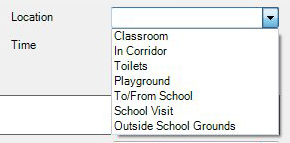 Location
Classroom
In Corridor
Time
Toilets
Playground
To/From School
School Visit
Outside School Grounds